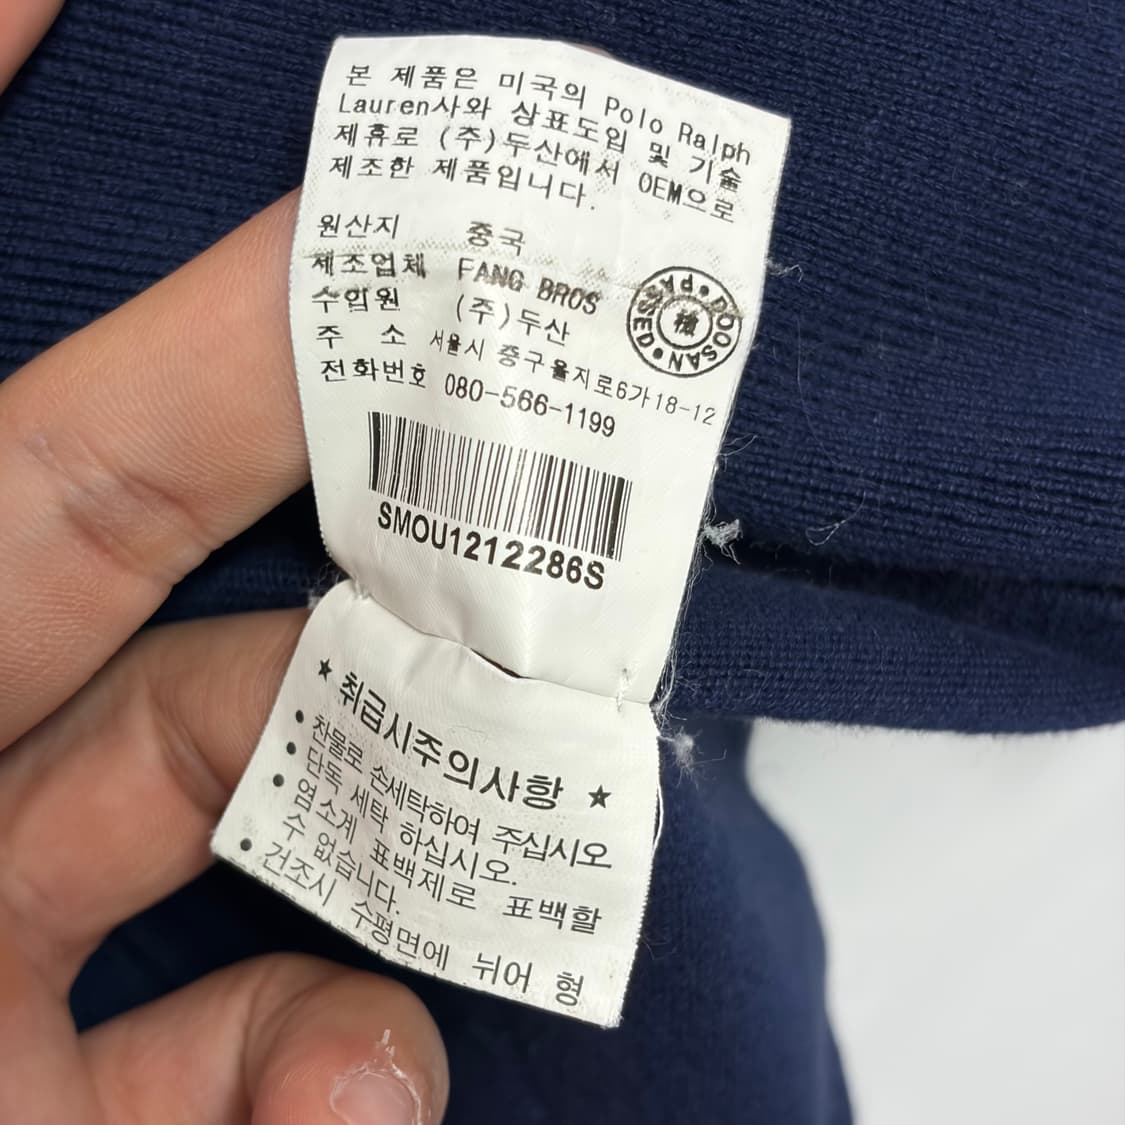 본 제품은 미국의 Polo Ralph
Lauren사와 상표도입 및 기술
제휴로 (주)두산에서 OEM으로
제조한 제품입니다.
원산지 중국
제조업체 FANG BROS
수입원 (주)두산
주 소 서울시 중구을지로6가18-12
전화번호 080-566-1199
DOOSAN•PASSED•
검
SMOU1212286S
★ 취급시주의사항 ★
• 찬물로 손세탁하여 주십시오
• 단독 세탁 하십시오.
• 염소계 표백제로 표백할
수 없습니다.
• 건조시 수평면에 뉘어 형